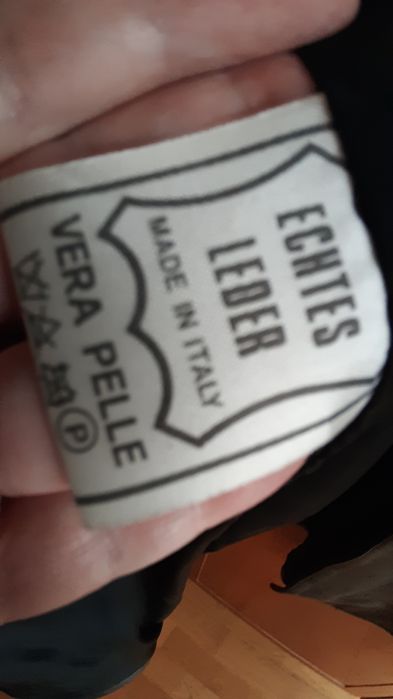 ECHTES
LEDER
MADE IN ITALY
VERA PELLE
P